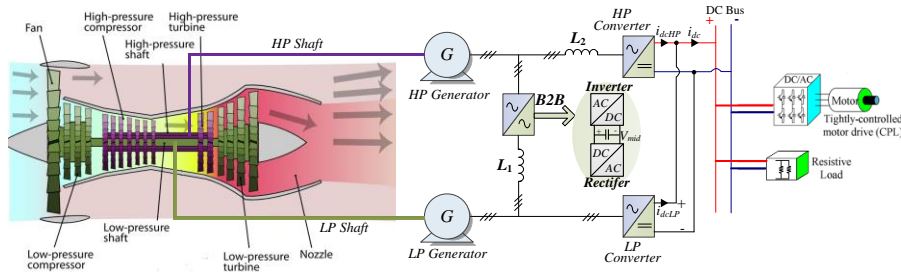 High-pressure
compressor
High-pressure
turbine
Fan
High-pressure
shaft
HP Shaft
G
HP Generator
L2
HP
Converter
idcHP
idc
DC Bus
+
-
B2B
Inverter
AC
DC
+ -
Vmid
DC
AC
Rectifer
L1
DC/AC
Motor
Tightly-controlled
motor drive (CPL)
Resistive
Load
LP Shaft
G
LP Generator
idcLP
+
-
LP
Converter
Low-pressure
shaft
Low-pressure
compressor
Low-pressure
turbine
Nozzle